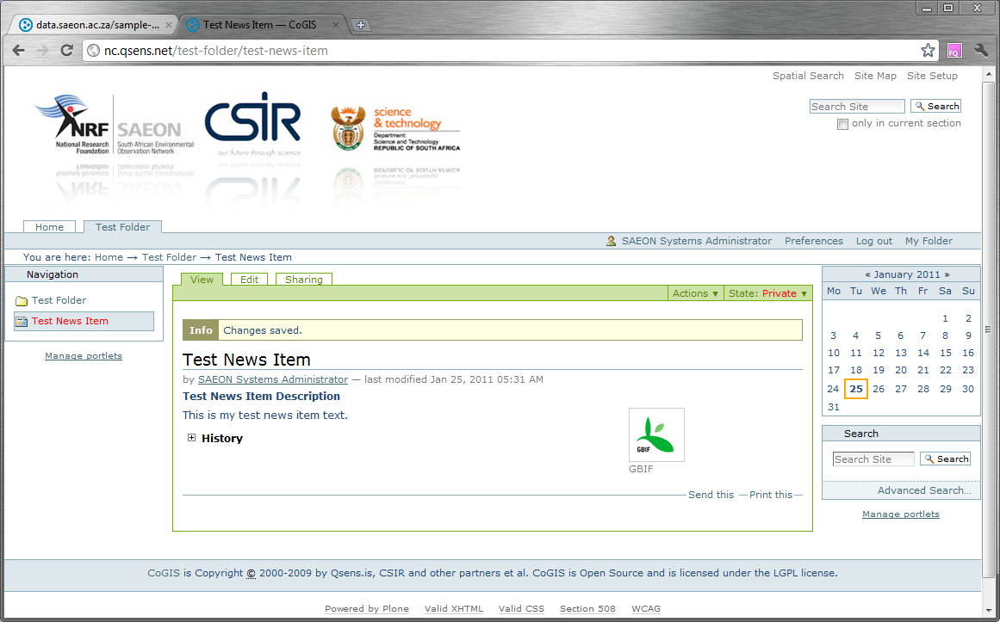 data.saeon.ac.za/sample-...
Test News Item — CoGIS
nc.qsens.net/test-folder/test-news-item
FQ
Spatial Search Site Map Site Setup
Search Site Search
only in current section
NRF
National Research
Foundation
SAEON
South African Environmental
Observation Network
CSIR
our future through science
science
& technology
Department:
Science and Technology
REPUBLIC OF SOUTH AFRICA
Home Test Folder
SAEON Systems Administrator Preferences Log out My Folder
You are here: Home → Test Folder → Test News Item
Navigation
Test Folder
Test News Item
Manage portlets
View Edit Sharing
Actions ▼ State: Private ▼
Info Changes saved.
Test News Item
by SAEON Systems Administrator — last modified Jan 25, 2011 05:31 AM
Test News Item Description
This is my test news item text.
History
GBIF
GBIF
Send this — Print this —
« January 2011 »
Mo Tu We Th Fr Sa Su
1 2
3 4 5 6 7 8 9
10 11 12 13 14 15 16
17 18 19 20 21 22 23
24 25 26 27 28 29 30
31
Search
Search Site Search
Advanced Search...
Manage portlets
CoGIS is Copyright © 2000-2009 by Qsens.is, CSIR and other partners et al. CoGIS is Open Source and is licensed under the LGPL license.
Powered by Plone Valid XHTML Valid CSS Section 508 WCAG